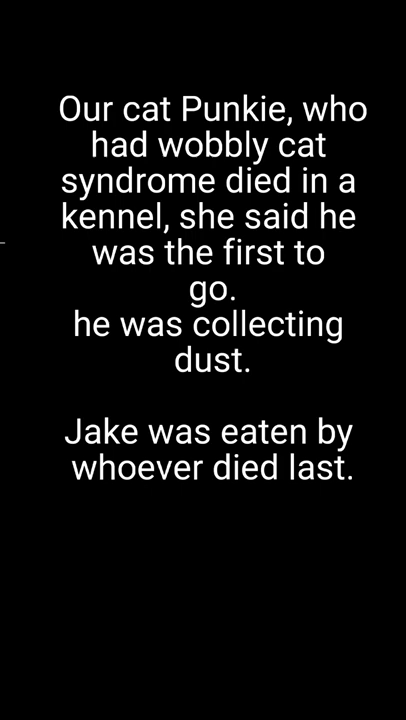 Our cat Punkie, who
had wobbly cat
syndrome died in a
kennel, she said he
was the first to
go.
he was collecting
dust.
Jake was eaten by
whoever died last.